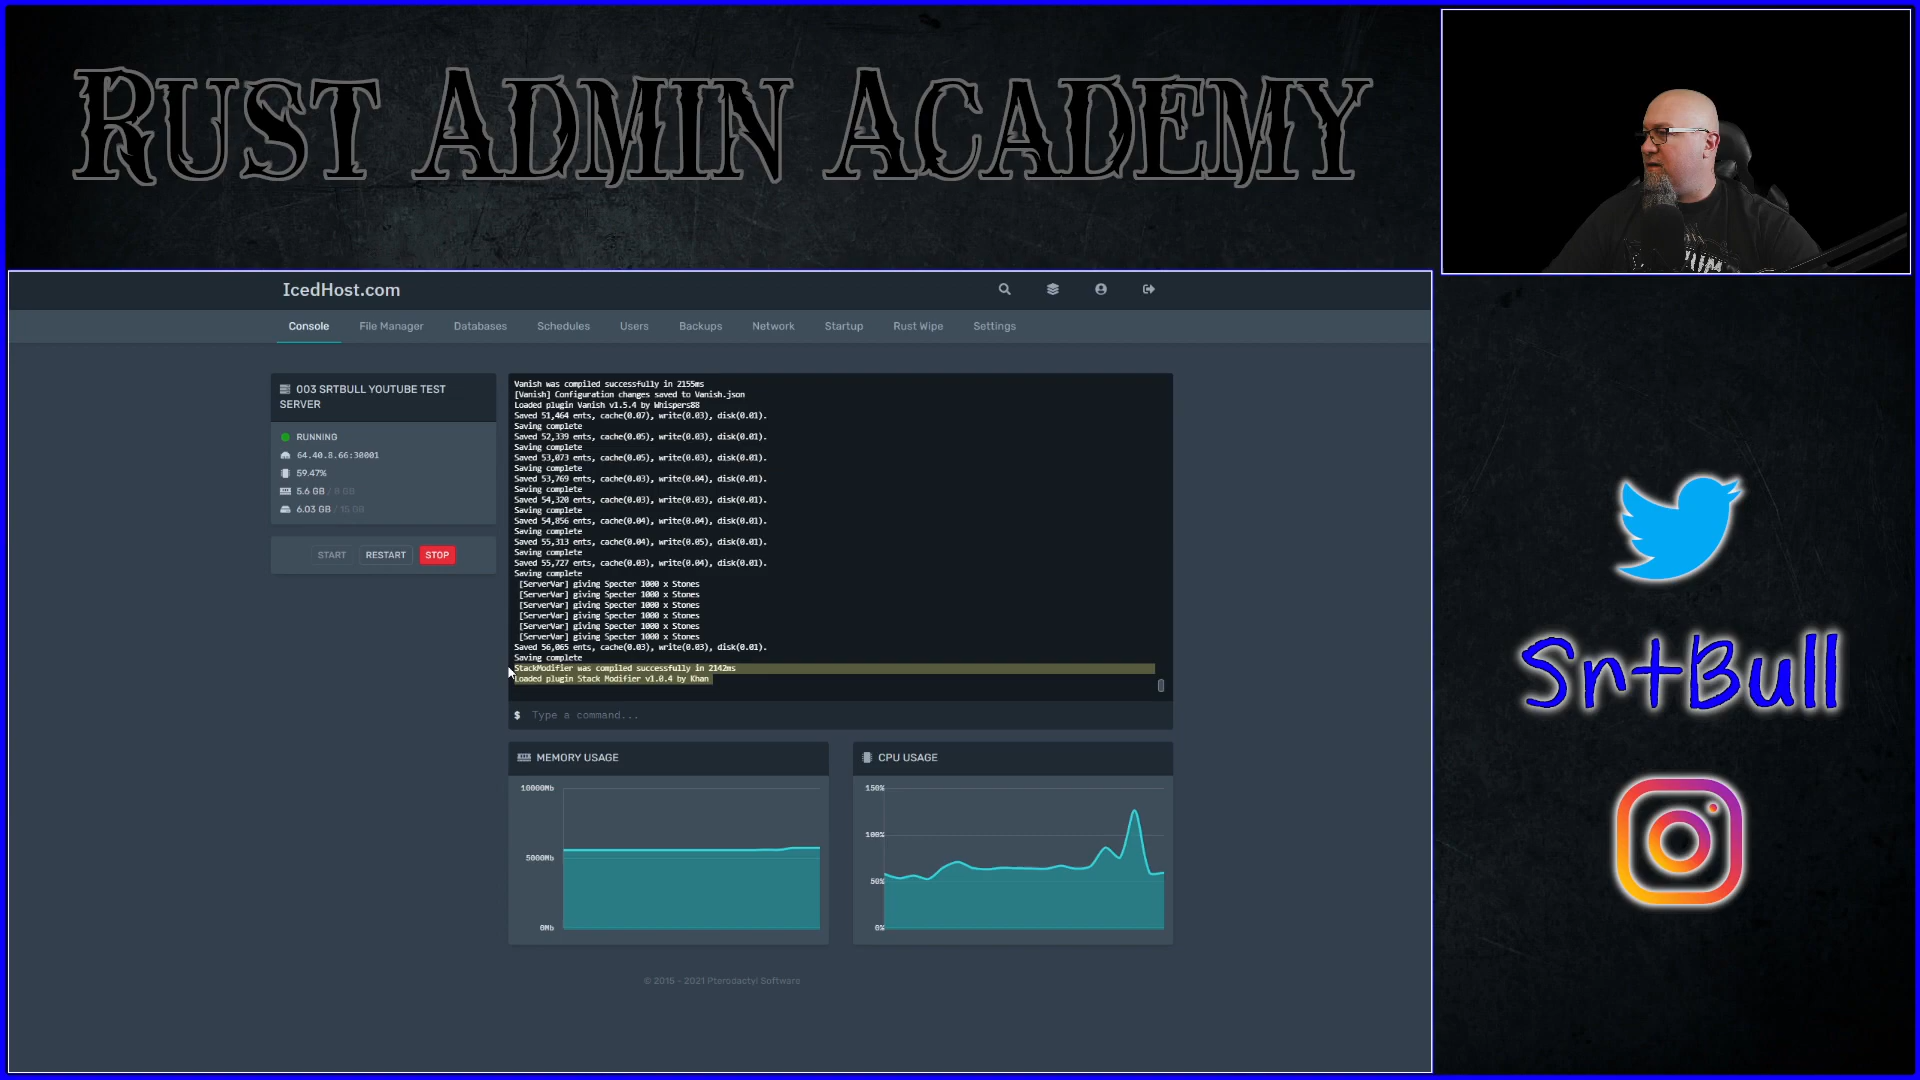 Rust Admin Academy
IcedHost.com
Console File Manager Databases Schedules Users Backups Network Startup Rust Wipe Settings
003 SRTBULL YOUTUBE TEST
SERVER
RUNNING
64.40.8.66:30001
59.47%
5.6 GB / 8 GB
6.03 GB / 15 GB
START RESTART STOP
Vanish was compiled successfully in 2155ms
[Vanish] Configuration changes saved to Vanish.json
Loaded plugin Vanish v1.5.4 by Whispers88
Saved 51,464 ents, cache(0.07), write(0.03), disk(0.01).
Saving complete
Saved 52,339 ents, cache(0.05), write(0.03), disk(0.01).
Saving complete
Saved 53,073 ents, cache(0.05), write(0.03), disk(0.01).
Saving complete
Saved 53,769 ents, cache(0.03), write(0.04), disk(0.01).
Saving complete
Saved 54,320 ents, cache(0.03), write(0.03), disk(0.01).
Saving complete
Saved 54,856 ents, cache(0.04), write(0.04), disk(0.01).
Saving complete
Saved 55,313 ents, cache(0.04), write(0.05), disk(0.01).
Saving complete
Saved 55,727 ents, cache(0.03), write(0.04), disk(0.01).
Saving complete
[ServerVar] giving Specter 1000 x Stones
[ServerVar] giving Specter 1000 x Stones
[ServerVar] giving Specter 1000 x Stones
[ServerVar] giving Specter 1000 x Stones
[ServerVar] giving Specter 1000 x Stones
[ServerVar] giving Specter 1000 x Stones
Saved 56,065 ents, cache(0.03), write(0.03), disk(0.01).
Saving complete
StackModifier was compiled successfully in 2142ms
Loaded plugin Stack Modifier v1.0.4 by Khan
$ Type a command...
MEMORY USAGE
10000Mb
5000Mb
0Mb
CPU USAGE
150%
100%
50%
0%
© 2015 - 2021 Pterodactyl Software
SrtBull